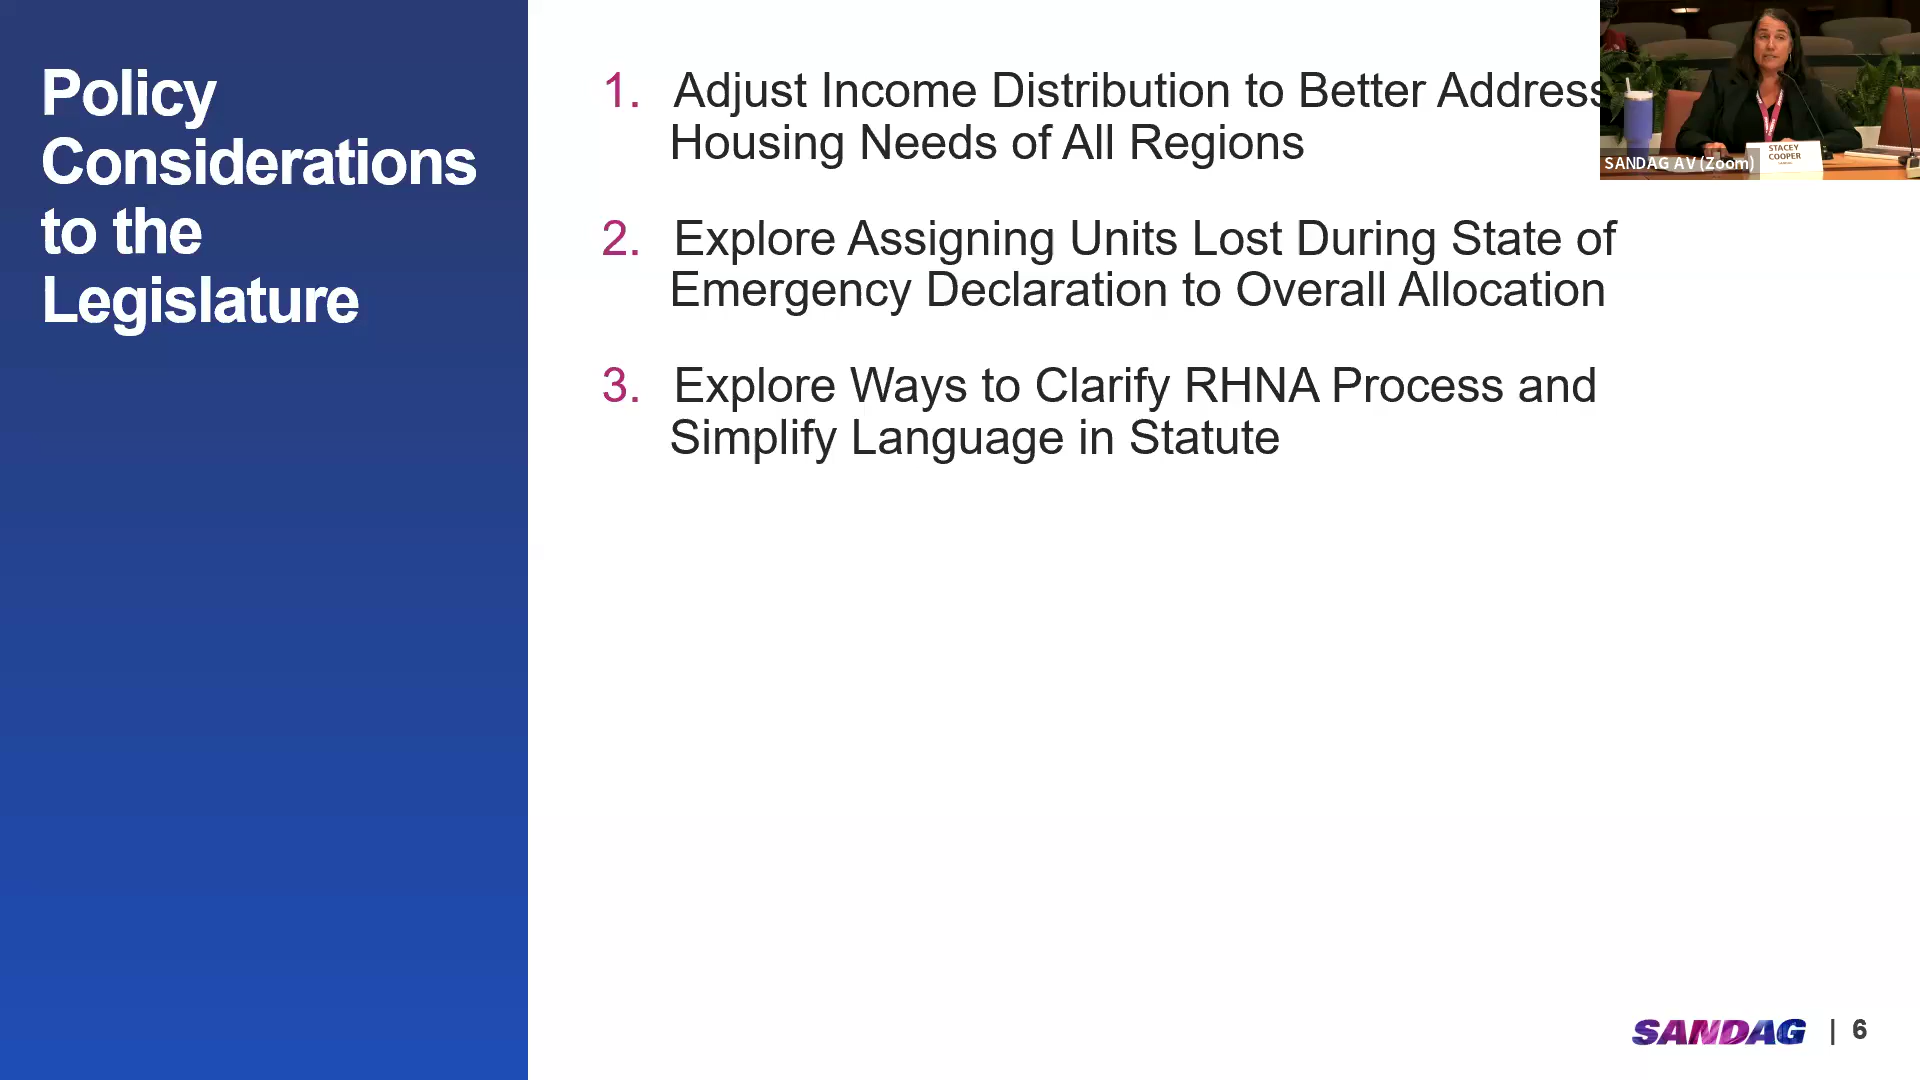 Policy
Considerations
to the
Legislature
1. Adjust Income Distribution to Better Address
Housing Needs of All Regions
2. Explore Assigning Units Lost During State of
Emergency Declaration to Overall Allocation
3. Explore Ways to Clarify RHNA Process and
Simplify Language in Statute
STACEY
COOPER
SANDAG AV (Zoom)
SANDAG | 6